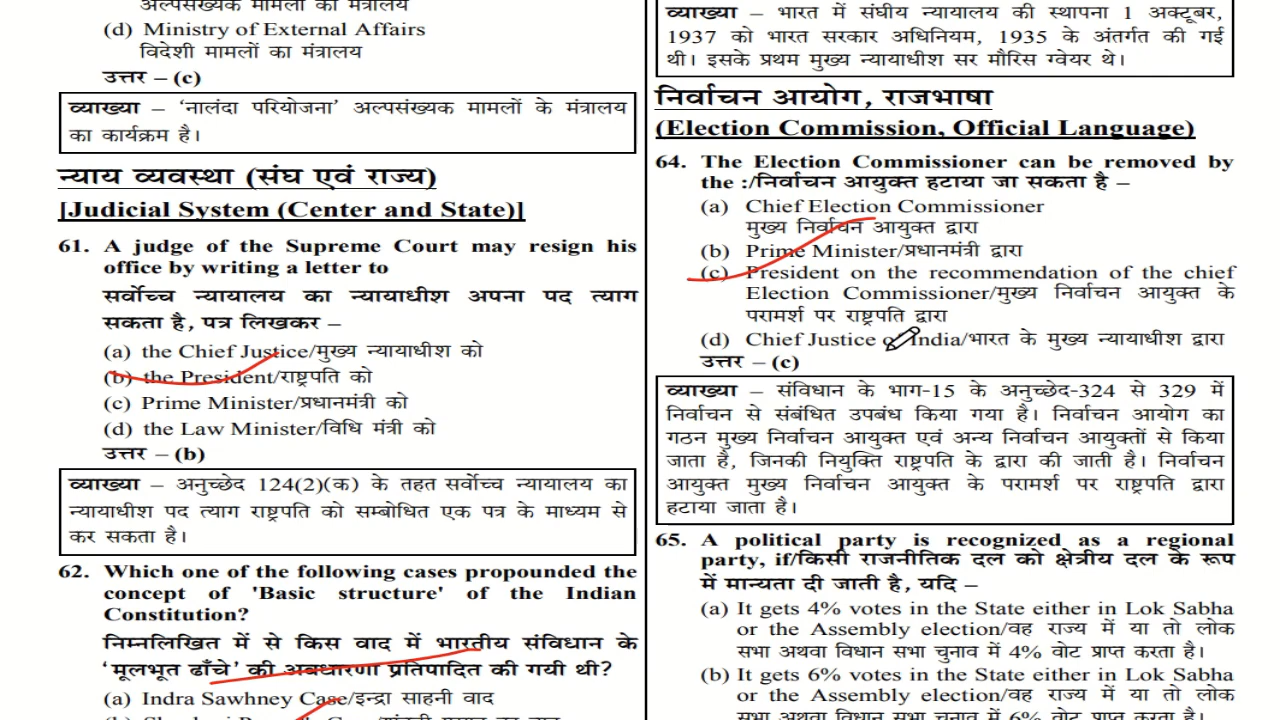 अल्पसंख्यक मामलों का मंत्रालय
(d) Ministry of External Affairs
विदेशी मामलों का मंत्रालय
उत्तर – (c)
व्याख्या – ‘नालंदा परियोजना’ अल्पसंख्यक मामलों के मंत्रालय
का कार्यक्रम है।
न्याय व्यवस्था (संघ एवं राज्य)
[Judicial System (Center and State)]
61. A judge of the Supreme Court may resign his
office by writing a letter to
सर्वोच्च न्यायालय का न्यायाधीश अपना पद त्याग
सकता है, पत्र लिखकर –
(a) the Chief Justice/मुख्य न्यायाधीश को
(b) the President/राष्ट्रपति को
(c) Prime Minister/प्रधानमंत्री को
(d) the Law Minister/विधि मंत्री को
उत्तर – (b)
व्याख्या – अनुच्छेद 124(2)(क) के तहत सर्वोच्च न्यायालय का
न्यायाधीश पद त्याग राष्ट्रपति को सम्बोधित एक पत्र के माध्यम से
कर सकता है।
62. Which one of the following cases propounded the
concept of 'Basic structure' of the Indian
Constitution?
निम्नलिखित में से किस वाद में भारतीय संविधान के
‘मूलभूत ढाँचे’ की अवधारणा प्रतिपादित की गयी थी?
(a) Indra Sawhney Case/इन्द्रा साहनी वाद
व्याख्या – भारत में संघीय न्यायालय की स्थापना 1 अक्टूबर,
1937 को भारत सरकार अधिनियम, 1935 के अंतर्गत की गई
थी। इसके प्रथम मुख्य न्यायाधीश सर मौरिस ग्वेयर थे।
निर्वाचन आयोग, राजभाषा
(Election Commission, Official Language)
64. The Election Commissioner can be removed by
the :/निर्वाचन आयुक्त हटाया जा सकता है –
(a) Chief Election Commissioner
मुख्य निर्वाचन आयुक्त द्वारा
(b) Prime Minister/प्रधानमंत्री द्वारा
(c) President on the recommendation of the chief
Election Commissioner/मुख्य निर्वाचन आयुक्त के
परामर्श पर राष्ट्रपति द्वारा
(d) Chief Justice of India/भारत के मुख्य न्यायाधीश द्वारा
उत्तर – (c)
व्याख्या – संविधान के भाग-15 के अनुच्छेद-324 से 329 में
निर्वाचन से संबंधित उपबंध किया गया है। निर्वाचन आयोग का
गठन मुख्य निर्वाचन आयुक्त एवं अन्य निर्वाचन आयुक्तों से किया
जाता है, जिनकी नियुक्ति राष्ट्रपति के द्वारा की जाती है। निर्वाचन
आयुक्त मुख्य निर्वाचन आयुक्त के परामर्श पर राष्ट्रपति द्वारा
हटाया जाता है।
65. A political party is recognized as a regional
party, if/किसी राजनीतिक दल को क्षेत्रीय दल के रूप
में मान्यता दी जाती है, यदि –
(a) It gets 4% votes in the State either in Lok Sabha
or the Assembly election/वह राज्य में या तो लोक
सभा अथवा विधान सभा चुनाव में 4% वोट प्राप्त करता है।
(b) It gets 6% votes in the State either in Lok Sabha
or the Assembly election/वह राज्य में या तो लोक
सभा अथवा विधान सभा चुनाव में 6% वोट प्राप्त करता है।